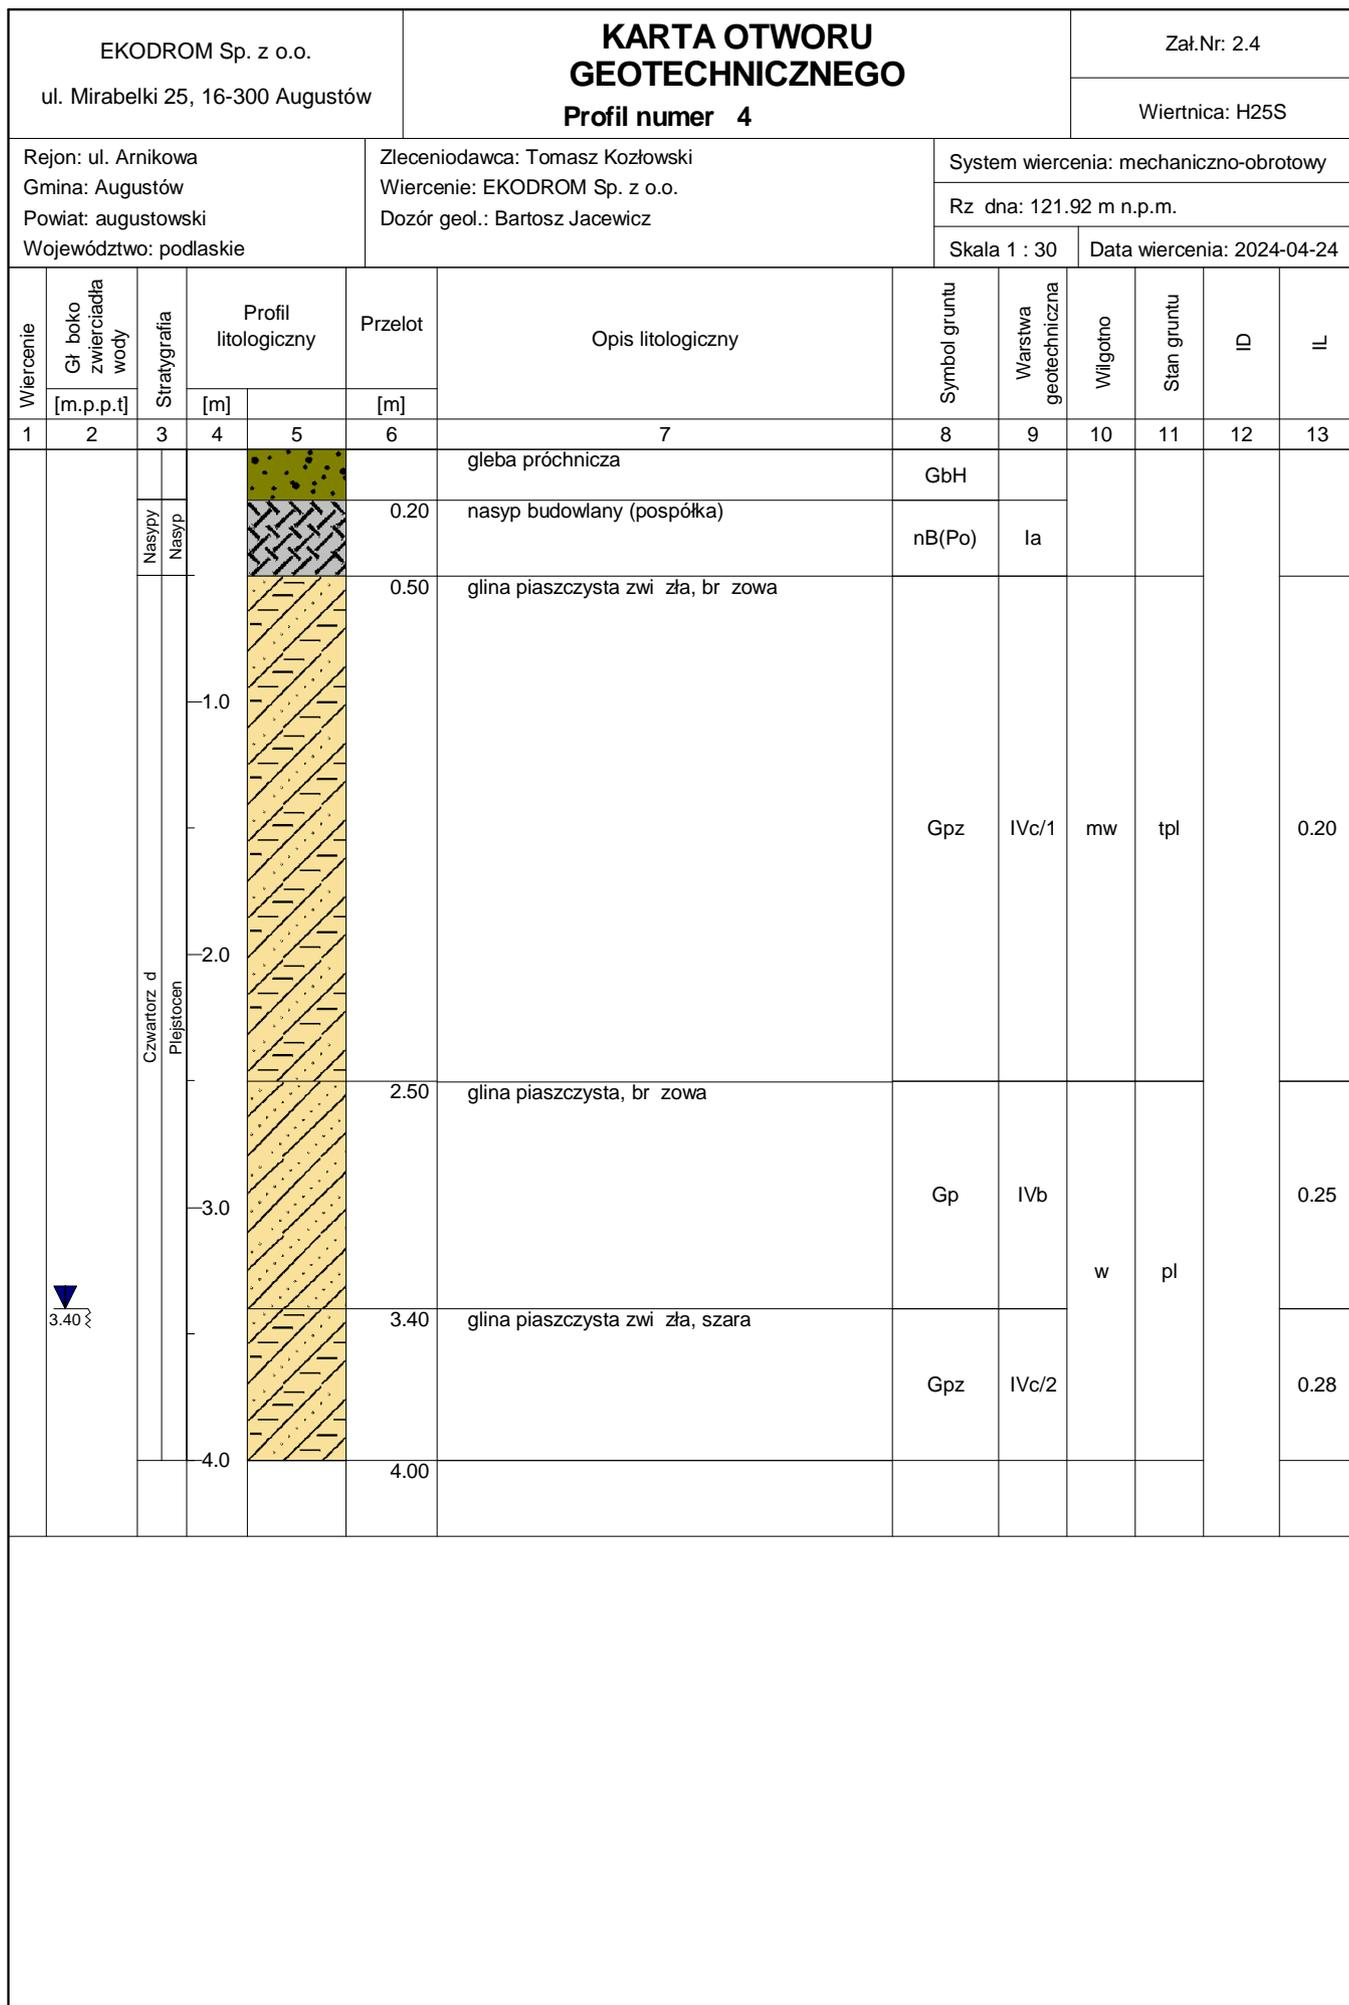 EKODROM Sp. z o.o.
ul. Mirabelki 25, 16-300 Augustów
KARTA OTWORU
GEOTECHNICZNEGO
Profil numer 4
Zał.Nr: 2.4
Wiertnica: H25S
Rejon: ul. Arnikowa
Gmina: Augustów
Powiat: augustowski
Województwo: podlaskie
Zleceniodawca: Tomasz Kozłowski
Wiercenie: EKODROM Sp. z o.o.
Dozór geol.: Bartosz Jacewicz
System wiercenia: mechaniczno-obrotowy
Rz dna: 121.92 m n.p.m.
Skala 1 : 30
Data wiercenia: 2024-04-24
Wiercenie
Gł boko
zwierciadła
wody
[m.p.p.t]
Stratygrafia
Profil
litologiczny
[m]
Przelot
[m]
Opis litologiczny
Symbol gruntu
Warstwa
geotechniczna
Wilgotno
Stan gruntu
ID
IL
1 2 3 4 5 6 7 8 9 10 11 12 13
gleba próchnicza
GbH
Nasypy
Nasyp
0.20 nasyp budowlany (pospółka)
nB(Po) Ia
0.50 glina piaszczysta zwi zła, br zowa
1.0
Gpz IVc/1 mw tpl 0.20
2.0
Czwartorz d
Plejstocen
2.50 glina piaszczysta, br zowa
3.0
Gp IVb 0.25
w pl
3.40
3.40 glina piaszczysta zwi zła, szara
Gpz IVc/2 0.28
4.0
4.00